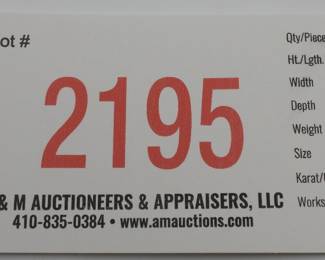 ot #
2195
& M AUCTIONEERS & APPRAISERS, LLC
410-835-0384 • www.amauctions.com
Qty/Piece
Ht./Lgth.
Width
Depth
Weight
Size
Karat/
Works